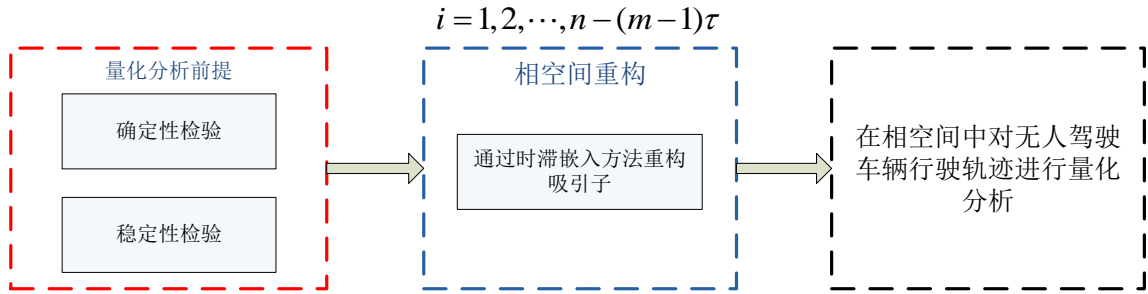 i = 1, 2, ⋯, n − (m − 1)τ
量化分析前提
确定性检验
稳定性检验
相空间重构
通过时滞嵌入方法重构
吸引子
在相空间中对无人驾驶
车辆行驶轨迹进行量化
分析